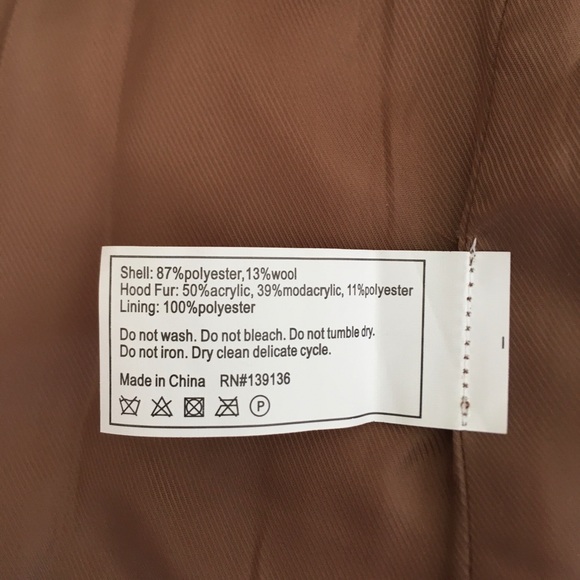 Shell: 87%polyester,13%wool
Hood Fur: 50%acrylic, 39%modacrylic, 11%polyester
Lining: 100%polyester
Do not wash. Do not bleach. Do not tumble dry.
Do not iron. Dry clean delicate cycle.
Made in China RN#139136
P